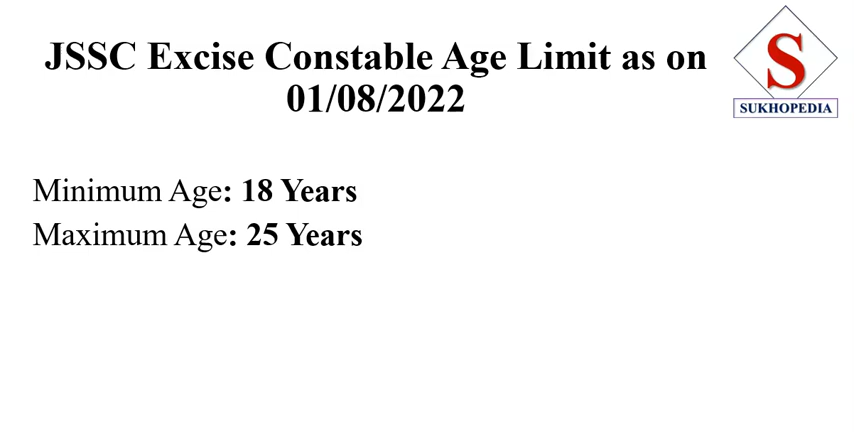 JSSC Excise Constable Age Limit as on
01/08/2022
S
SUKHOPEDIA
Minimum Age: 18 Years
Maximum Age: 25 Years